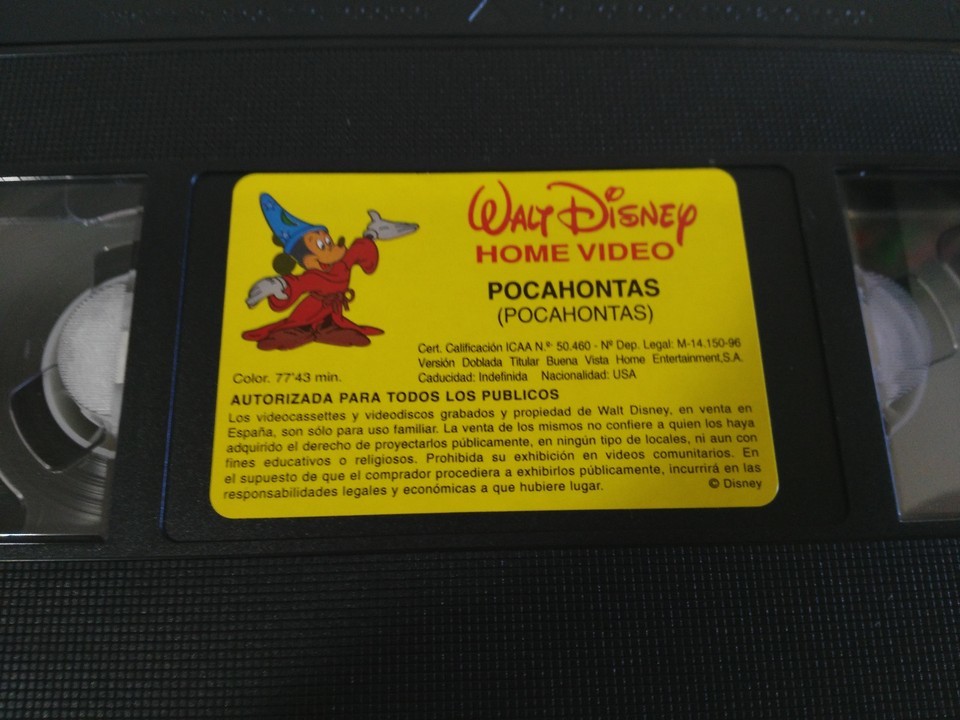 WALT DISNEY
HOME VIDEO
POCAHONTAS
(POCAHONTAS)
Cert. Calificación ICAA N.º 50.460 - Nº Dep. Legal: M-14.150-96
Versión Doblada Titular Buena Vista Home Entertainment,S.A.
Caducidad: Indefinida Nacionalidad: USA
Color. 77'43 min.
AUTORIZADA PARA TODOS LOS PUBLICOS
Los videocassettes y videodiscos grabados y propiedad de Walt Disney, en venta en
España, son sólo para uso familiar. La venta de los mismos no confiere a quien los haya
adquirido el derecho de proyectarlos públicamente, en ningún tipo de locales, ni aun con
fines educativos o religiosos. Prohibida su exhibición en videos comunitarios. En
el supuesto de que el comprador procediera a exhibirlos públicamente, incurrirá en las
responsabilidades legales y económicas a que hubiere lugar.
© Disney